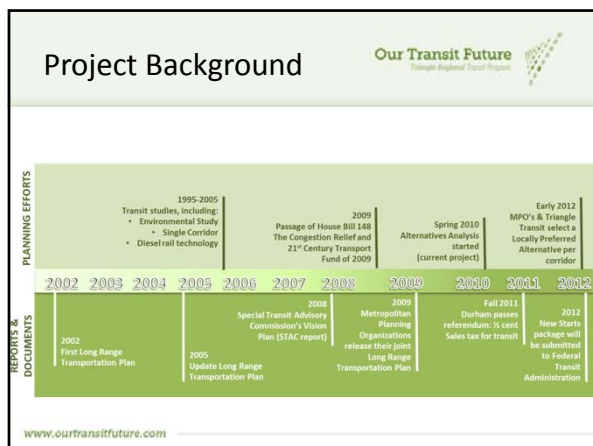 Project Background
Our Transit Future
Triangle Regional Transit Program
PLANNING EFFORTS
1995-2005
Transit studies, including:
• Environmental Study
• Single Corridor
• Diesel rail technology
2009
Passage of House Bill 148
The Congestion Relief and
21st Century Transport
Fund of 2009
Spring 2010
Alternatives Analysis
started
(current project)
Early 2012
MPO's & Triangle
Transit select a
Locally Preferred
Alternative per
corridor
2002 2003 2004 2005 2006 2007 2008 2009 2010 2011 2012
REPORTS &
DOCUMENTS
2002
First Long Range
Transportation Plan
2005
Update Long Range
Transportation Plan
2008
Special Transit Advisory
Commission's Vision
Plan (STAC report)
2009
Metropolitan
Planning
Organizations
release their joint
Long Range
Transportation Plan
Fall 2011
Durham passes
referendum: ½ cent
Sales tax for transit
2012
New Starts
package will
be submitted
to Federal
Transit
Administration
www.ourtransitfuture.com